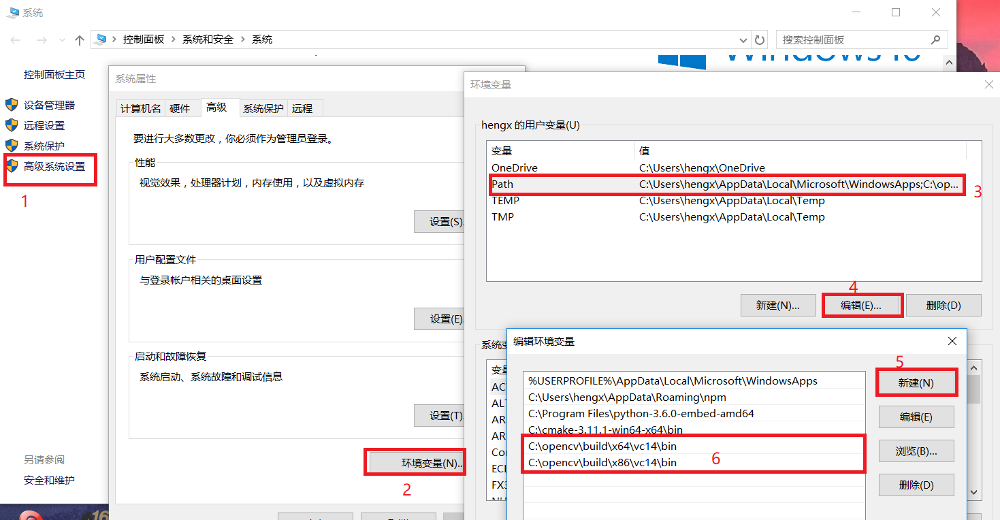 系统
控制面板 系统和安全 系统
搜索控制面板
控制面板主页
设备管理器
远程设置
系统保护
高级系统设置
1
另请参阅
安全和维护
系统属性
计算机名 硬件 高级 系统保护 远程
要进行大多数更改，你必须作为管理员登录。
性能
视觉效果，处理器计划，内存使用，以及虚拟内存
设置(S)
用户配置文件
与登录帐户相关的桌面设置
设置(E)
启动和故障恢复
系统启动、系统故障和调试信息
设置(T)
环境变量(N)..
2
环境变量
hengx 的用户变量(U)
变量 值
OneDrive C:\Users\hengx\OneDrive
Path C:\Users\hengx\AppData\Local\Microsoft\WindowsApps;C:\op...
3
TEMP C:\Users\hengx\AppData\Local\Temp
TMP C:\Users\hengx\AppData\Local\Temp
4
新建(N)... 编辑(E)... 删除(D)
系统变
变量
AC
ALT
AR
AR
Co
ECL
FX3
编辑环境变量
5
%USERPROFILE%\AppData\Local\Microsoft\WindowsApps
C:\Users\hengx\AppData\Roaming\npm
C:\Program Files\python-3.6.0-embed-amd64
C:\cmake-3.11.1-win64-x64\bin
C:\opencv\build\x64\vc14\bin
C:\opencv\build\x86\vc14\bin
6
新建(N)
编辑(E)
浏览(B)...
删除(D)
16